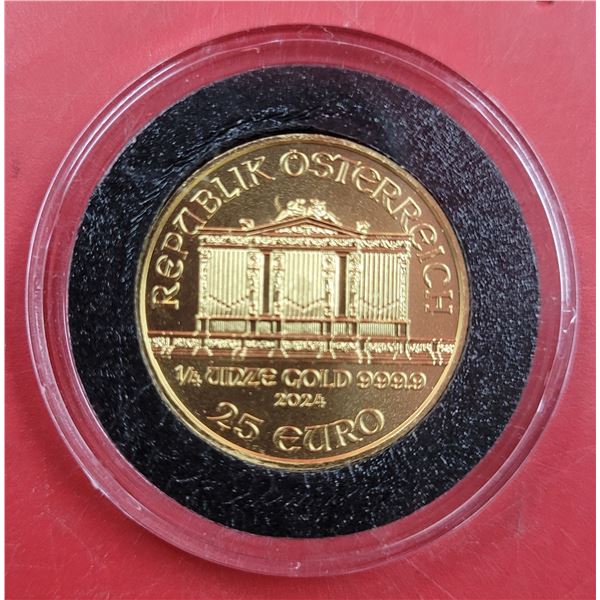 REPUBLIK ÖSTERREICH
1/4 UNZE GOLD 999.9
2024
25 EURO